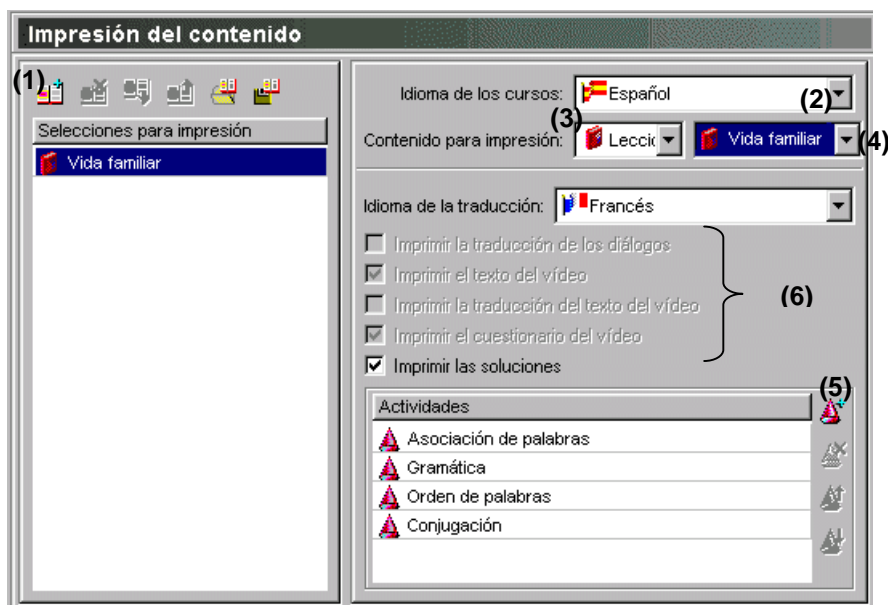 Impresión del contenido
(1)
Selecciones para impresión
Vida familiar
Idioma de los cursos: Español (2)
(3)
Contenido para impresión: Lecci Vida familiar (4)
Idioma de la traducción: Francés
Imprimir la traducción de los diálogos
Imprimir el texto del vídeo
Imprimir la traducción del texto del vídeo
Imprimir el cuestionario del vídeo
(6)
Imprimir las soluciones
(5)
Actividades
Asociación de palabras
Gramática
Orden de palabras
Conjugación